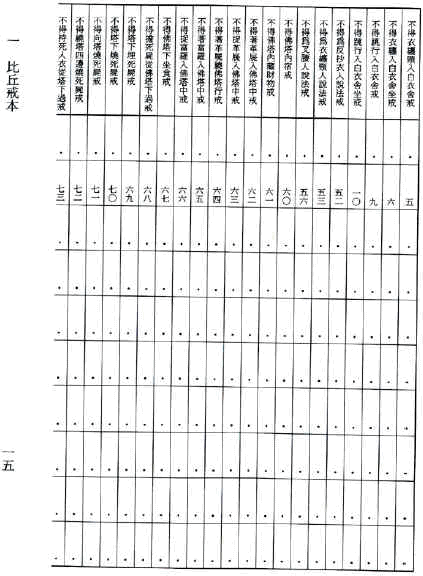 不得衣纏頸入白衣舍戒 五
不得衣纏入白衣舍坐戒 六
不得跳行入白衣舍戒 九
不得跳行入白衣舍坐戒 一〇
不得爲反抄衣人說法戒 五二
不得爲衣纏頸人說法戒 五三
不得爲叉腰人說法戒 五六
不得佛塔內宿戒 六〇
不得佛塔內藏財物戒 六一
不得著革屣入佛塔中戒 六二
不得捉革屣入佛塔中戒 六三
不得著革屣繞佛塔行戒 六四
不得著富羅入佛塔中戒 六五
不得捉富羅入佛塔中戒 六六
不得佛塔下坐食戒 六七
不得擔死屍從佛塔下過戒 六八
不得塔下埋死屍戒 六九
不得塔下燒死屍戒 七〇
不得向塔燒死屍戒 七一
不得繞塔四邊燒死屍戒 七二
不得持死人衣從塔下過戒 七三
一 比丘戒本
一五